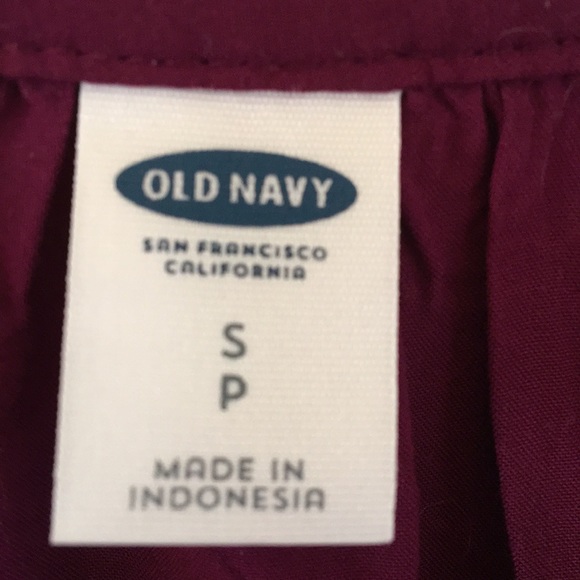 OLD NAVY
SAN FRANCISCO
CALIFORNIA
S
P
MADE IN
INDONESIA